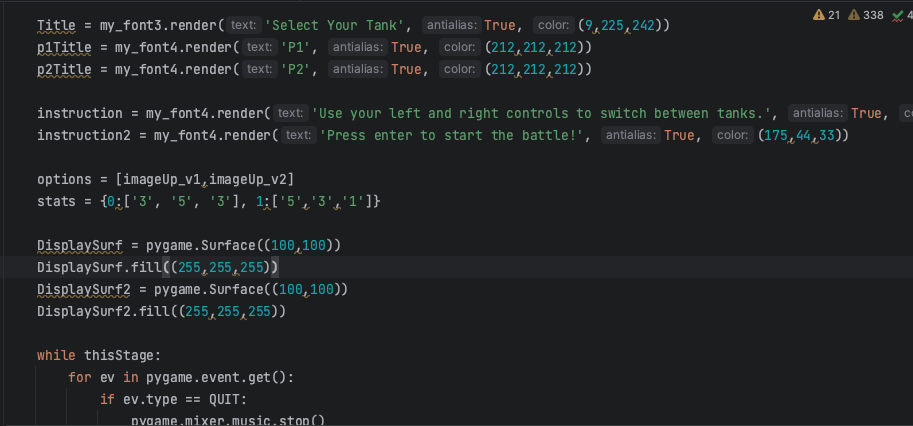 21 338 4
Title = my_font3.render( text: 'Select Your Tank', antialias: True, color: (9,225,242))
p1Title = my_font4.render( text: 'P1', antialias: True, color: (212,212,212))
p2Title = my_font4.render( text: 'P2', antialias: True, color: (212,212,212))
instruction = my_font4.render( text: 'Use your left and right controls to switch between tanks.', antialias: True, co
instruction2 = my_font4.render( text: 'Press enter to start the battle!', antialias: True, color: (175,44,33))
options = [imageUp_v1,imageUp_v2]
stats = {0:['3', '5', '3'], 1:['5','3','1']}
DisplaySurf = pygame.Surface((100,100))
DisplaySurf.fill((255,255,255))
DisplaySurf2 = pygame.Surface((100,100))
DisplaySurf2.fill((255,255,255))
while thisStage:
for ev in pygame.event.get():
if ev.type == QUIT:
pygame.mixer.music.stop()